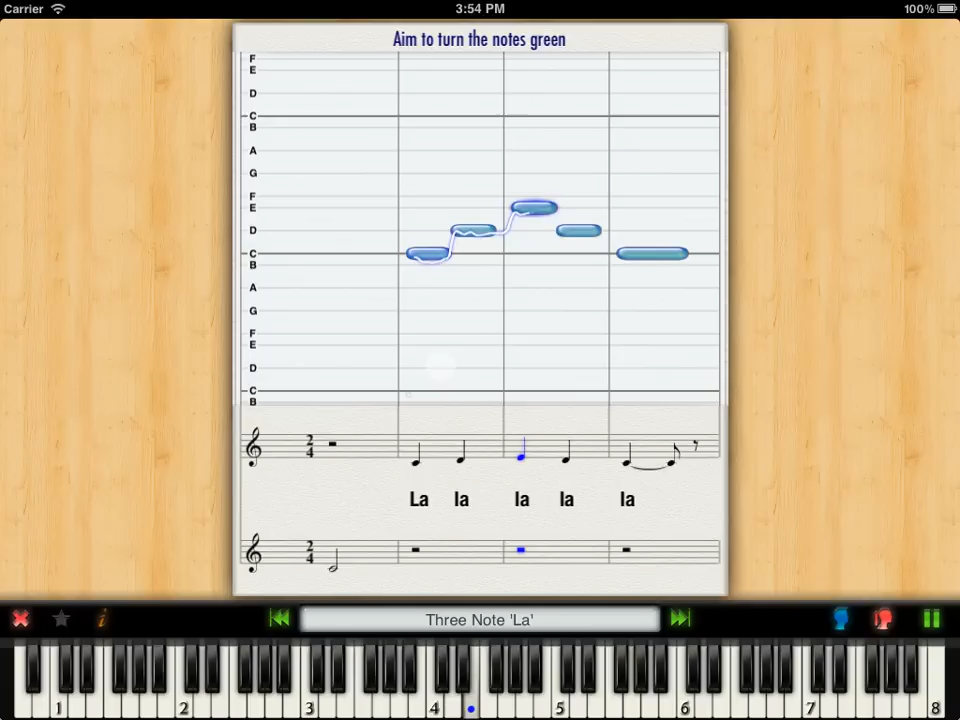 Carrier 3:54 PM 100%
Aim to turn the notes green
F
E
D
C
B
A
G
F
E
D
C
B
A
G
F
E
D
C
B
2
4
La la la la la
2
4
i Three Note 'La'
1 2 3 4 5 6 7 8